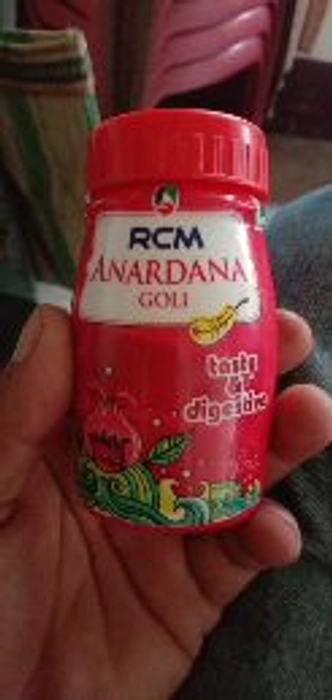 RCM
ANARDANA
GOLI
tasty
&
digestive